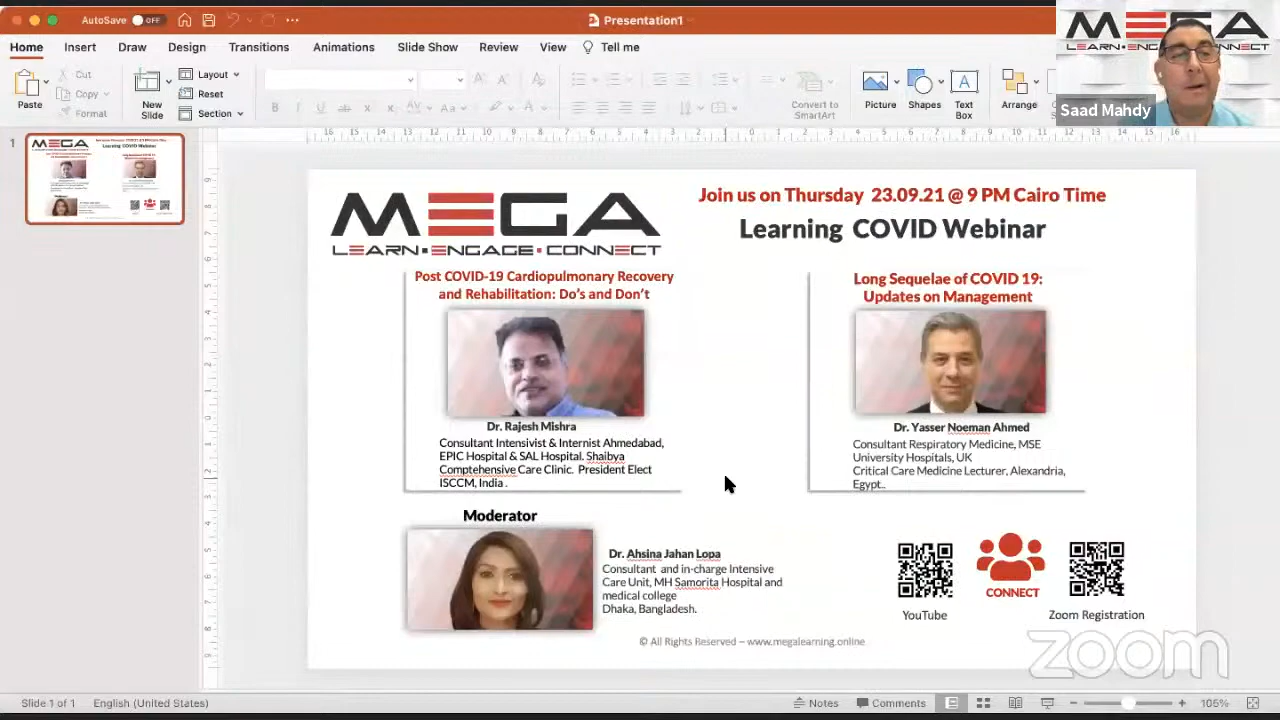 AutoSave OFF
Presentation1
Home Insert Draw Design Transitions Animations Slide Show Review View Tell me
Paste
Cut
Copy
Format
New Slide
Layout
Reset
Section
Convert to SmartArt
Picture
Shapes
Text Box
Arrange
MEGA
LEARN·ENGAGE·CONNECT
Saad Mahdy
1
MEGA
LEARN·ENGAGE·CONNECT
Join us on Thursday 23.09.21 @ 9 PM Cairo Time
Learning COVID Webinar
Post COVID-19 Cardiopulmonary Recovery
and Rehabilitation: Do's and Don't
Dr. Rajesh Mishra
Consultant Intensivist & Internist Ahmedabad,
EPIC Hospital & SAL Hospital. Shaibya
Comptehensive Care Clinic. President Elect
ISCCM, India .
Long Sequelae of COVID 19:
Updates on Management
Dr. Yasser Noeman Ahmed
Consultant Respiratory Medicine, MSE
University Hospitals, UK
Critical Care Medicine Lecturer, Alexandria,
Egypt..
Moderator
Dr. Ahsina Jahan Lopa
Consultant and in-charge Intensive
Care Unit, MH Samorita Hospital and
medical college
Dhaka, Bangladesh.
CONNECT
YouTube
Zoom Registration
© All Rights Reserved – www.megalearning.online
zoom
Slide 1 of 1 English (United States) Notes Comments 105%